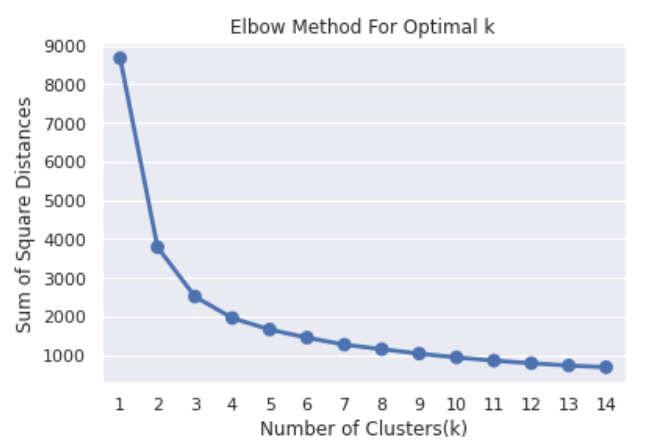 Elbow Method For Optimal k
9000
8000
7000
6000
5000
4000
3000
2000
1000
Sum of Square Distances
1 2 3 4 5 6 7 8 9 10 11 12 13 14
Number of Clusters(k)